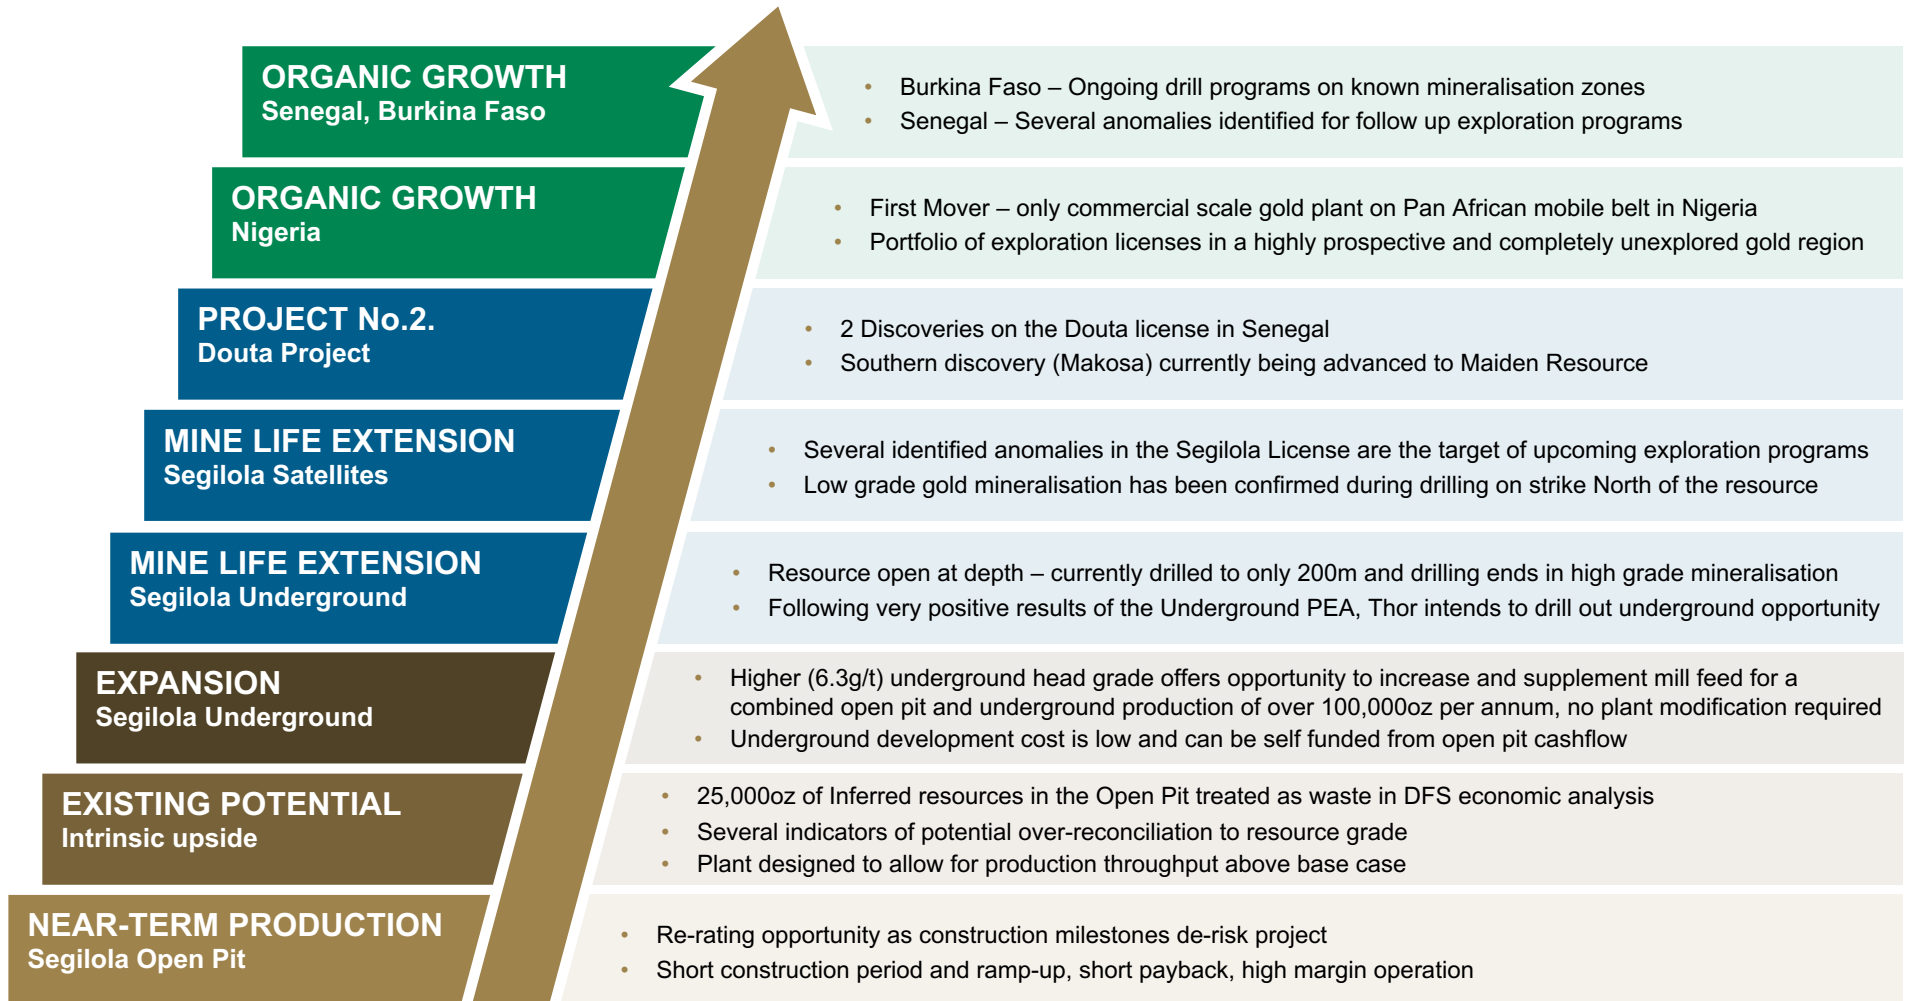 ORGANIC GROWTH
Senegal, Burkina Faso
• Burkina Faso – Ongoing drill programs on known mineralisation zones
• Senegal – Several anomalies identified for follow up exploration programs
ORGANIC GROWTH
Nigeria
• First Mover – only commercial scale gold plant on Pan African mobile belt in Nigeria
• Portfolio of exploration licenses in a highly prospective and completely unexplored gold region
PROJECT No.2.
Douta Project
• 2 Discoveries on the Douta license in Senegal
• Southern discovery (Makosa) currently being advanced to Maiden Resource
MINE LIFE EXTENSION
Segilola Satellites
• Several identified anomalies in the Segilola License are the target of upcoming exploration programs
• Low grade gold mineralisation has been confirmed during drilling on strike North of the resource
MINE LIFE EXTENSION
Segilola Underground
• Resource open at depth – currently drilled to only 200m and drilling ends in high grade mineralisation
• Following very positive results of the Underground PEA, Thor intends to drill out underground opportunity
EXPANSION
Segilola Underground
• Higher (6.3g/t) underground head grade offers opportunity to increase and supplement mill feed for a
combined open pit and underground production of over 100,000oz per annum, no plant modification required
• Underground development cost is low and can be self funded from open pit cashflow
EXISTING POTENTIAL
Intrinsic upside
• 25,000oz of Inferred resources in the Open Pit treated as waste in DFS economic analysis
• Several indicators of potential over-reconciliation to resource grade
• Plant designed to allow for production throughput above base case
NEAR-TERM PRODUCTION
Segilola Open Pit
• Re-rating opportunity as construction milestones de-risk project
• Short construction period and ramp-up, short payback, high margin operation